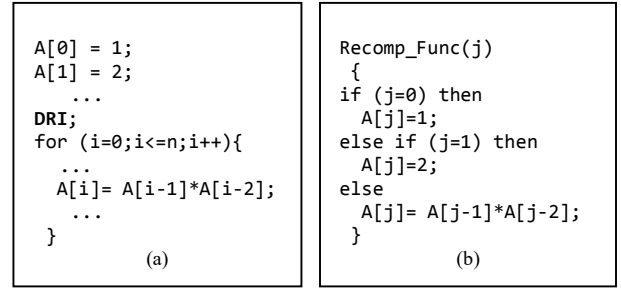 A[0] = 1;
A[1] = 2;
...
DRI;
for (i=0;i<=n;i++){
...
A[i]= A[i-1]*A[i-2];
...
}
(a)
Recomp_Func(j)
{
if (j=0) then
A[j]=1;
else if (j=1) then
A[j]=2;
else
A[j]= A[j-1]*A[j-2];
}
(b)